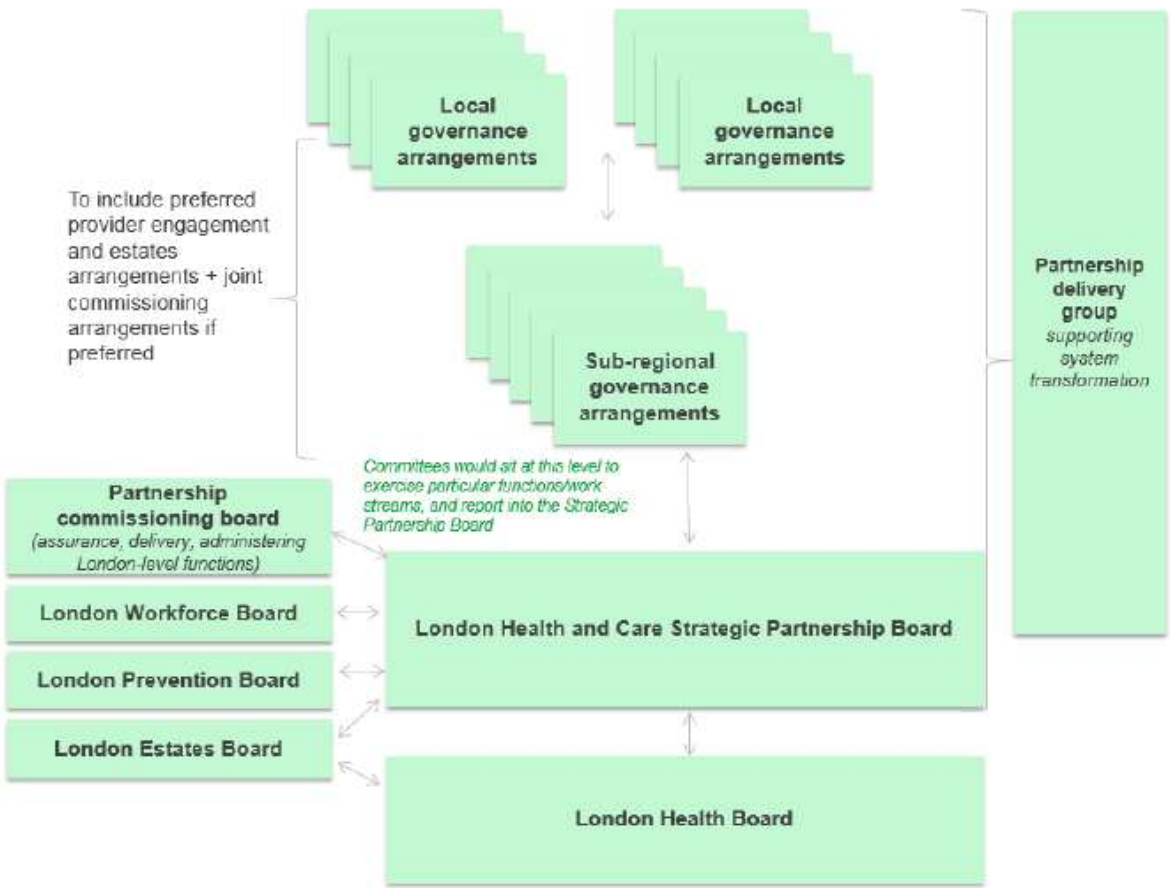 Local
governance
arrangements
Local
governance
arrangements
To include preferred
provider engagement
and estates
arrangements + joint
commissioning
arrangements if
preferred
Partnership
delivery
group
supporting
system
transformation
Sub-regional
governance
arrangements
Committees would sit at this level to
exercise particular functions/work
streams, and report into the Strategic
Partnership Board
Partnership
commissioning board
(assurance, delivery, administering
London-level functions)
London Workforce Board
London Health and Care Strategic Partnership Board
London Prevention Board
London Estates Board
London Health Board